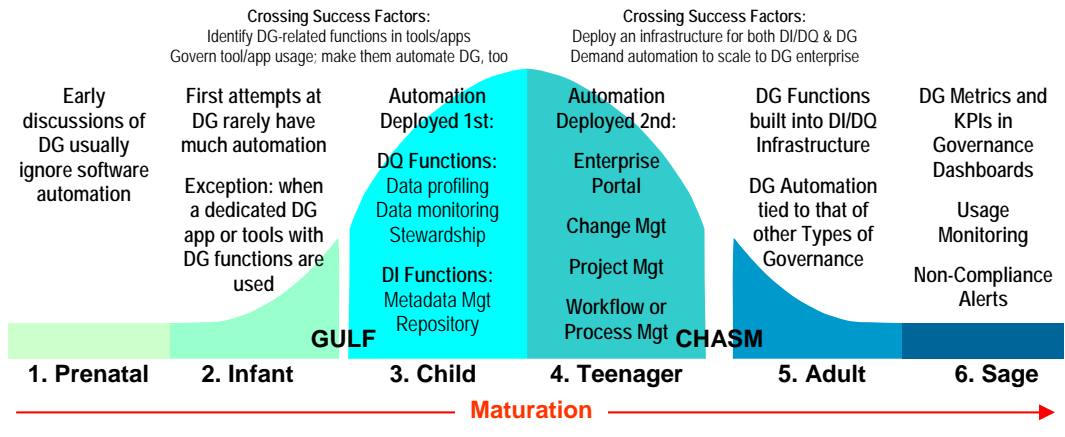 Crossing Success Factors:
Identify DG-related functions in tools/apps
Govern tool/app usage; make them automate DG, too
Crossing Success Factors:
Deploy an infrastructure for both DI/DQ & DG
Demand automation to scale to DG enterprise
Early
discussions of
DG usually
ignore software
automation
First attempts at
DG rarely have
much automation
Exception: when
a dedicated DG
app or tools with
DG functions are
used
Automation
Deployed 1st:
DQ Functions:
Data profiling
Data monitoring
Stewardship
DI Functions:
Metadata Mgt
Repository
Automation
Deployed 2nd:
Enterprise
Portal
Change Mgt
Project Mgt
Workflow or
Process Mgt
DG Functions
built into DI/DQ
Infrastructure
DG Automation
tied to that of
other Types of
Governance
DG Metrics and
KPIs in
Governance
Dashboards
Usage
Monitoring
Non-Compliance
Alerts
GULF
CHASM
1. Prenatal
2. Infant
3. Child
4. Teenager
5. Adult
6. Sage
Maturation